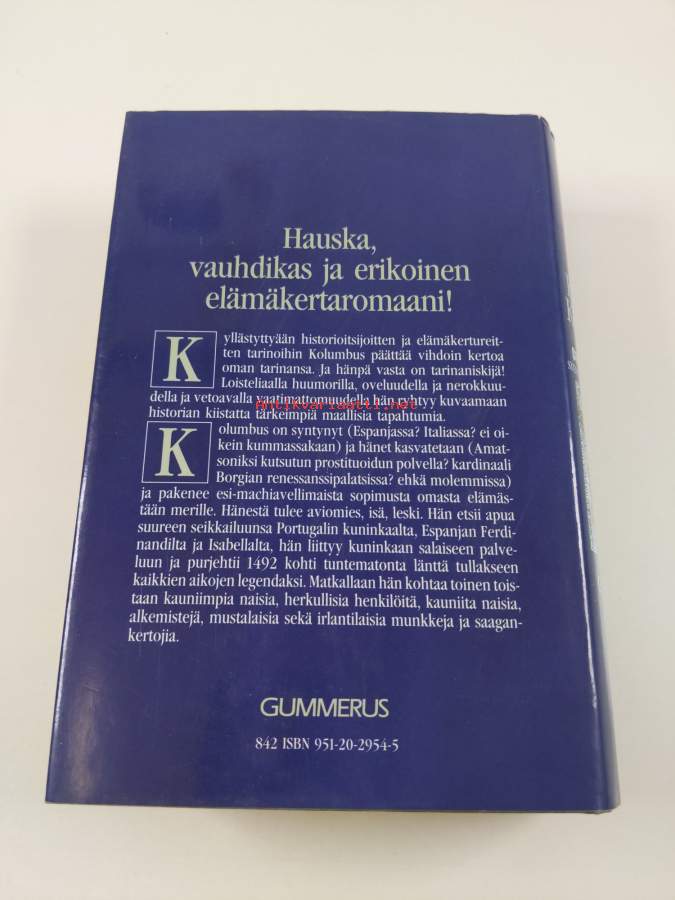 Hauska,
vauhdikas ja erikoinen
elämäkertaromaani!
Kyllästyttyään historioitsijoitten ja elämäkertureit-
ten tarinoihin Kolumbus päättää vihdoin kertoa
oman tarinansa. Ja hänpä vasta on tarinaniskijä!
Loisteliaalla huumorilla, oveluudella ja nerokkuu-
della ja vetoavalla vaatimattomuudella hän ryhtyy kuvaamaan
Antikvariaatti.net
historian kiistatta tärkeimpiä maallisia tapahtumia.
Kolumbus on syntynyt (Espanjassa? Italiassa? ei oi-
kein kummassakaan) ja hänet kasvatetaan (Amat-
soniksi kutsutun prostituoidun polvella? kardinaali
Borgian renessanssipalatsissa? ehkä molemmissa)
ja pakenee esi-machiavellimaista sopimusta omasta elämäs-
tään merille. Hänestä tulee aviomies, isä, leski. Hän etsii apua
suureen seikkailuunsa Portugalin kuninkaalta, Espanjan Ferdi-
nandilta ja Isabellalta, hän liittyy kuninkaan salaiseen palve-
luun ja purjehtii 1492 kohti tuntematonta länttä tullakseen
kaikkien aikojen legendaksi. Matkallaan hän kohtaa toinen tois-
taan kauniimpia naisia, herkullisia henkilöitä, kauniita naisia,
alkemistejä, mustalaisia sekä irlantilaisia munkkeja ja saagan-
kertojia.
GUMMERUS
842 ISBN 951-20-2954-5